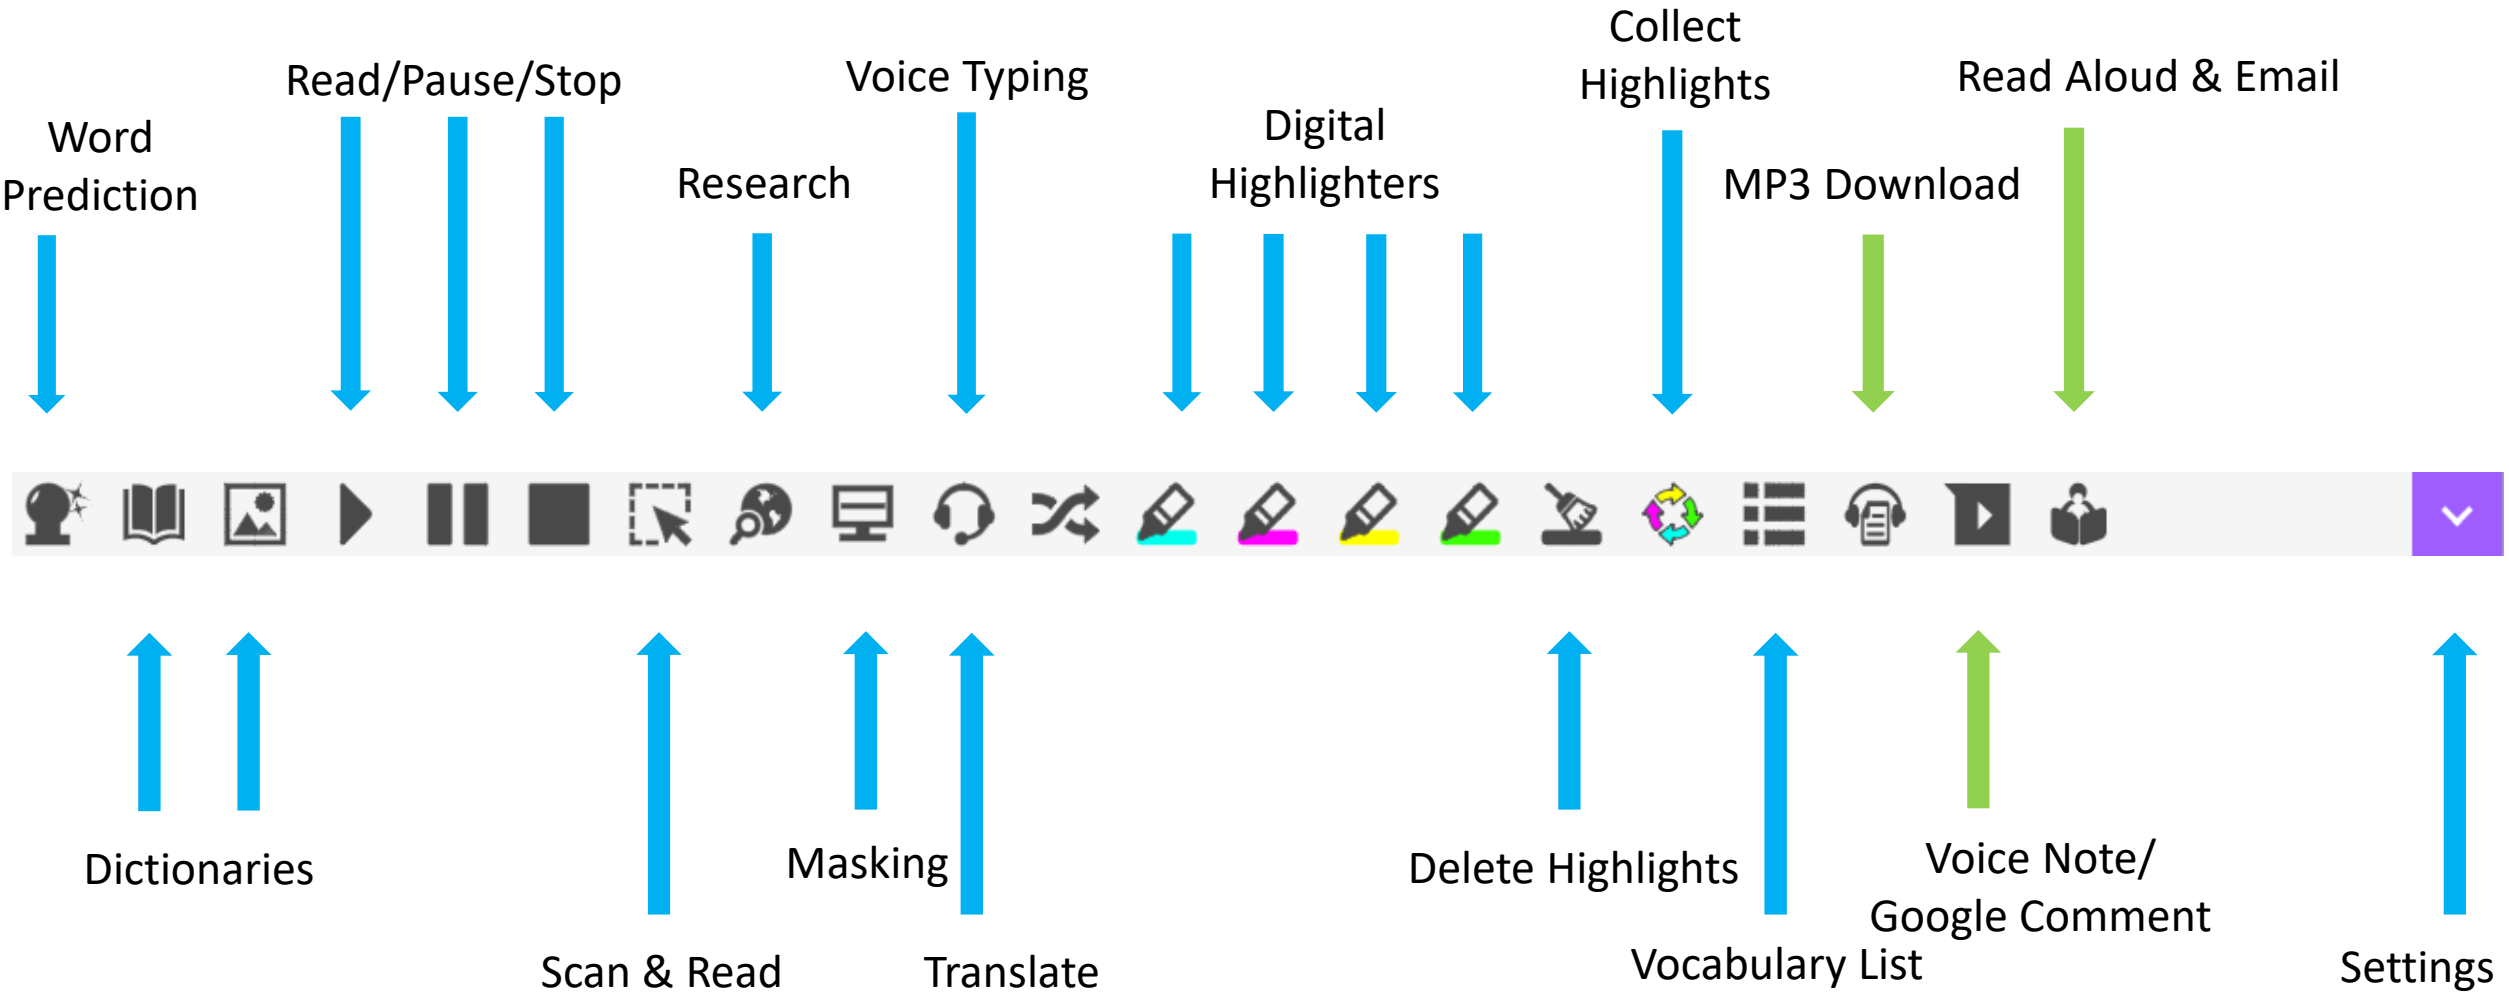 Collect
Highlights
Read/Pause/Stop
Voice Typing
Read Aloud & Email
Word
Prediction
Digital
Highlighters
Research
MP3 Download
Dictionaries
Masking
Delete Highlights
Voice Note/
Google Comment
Scan & Read
Translate
Vocabulary List
Settings